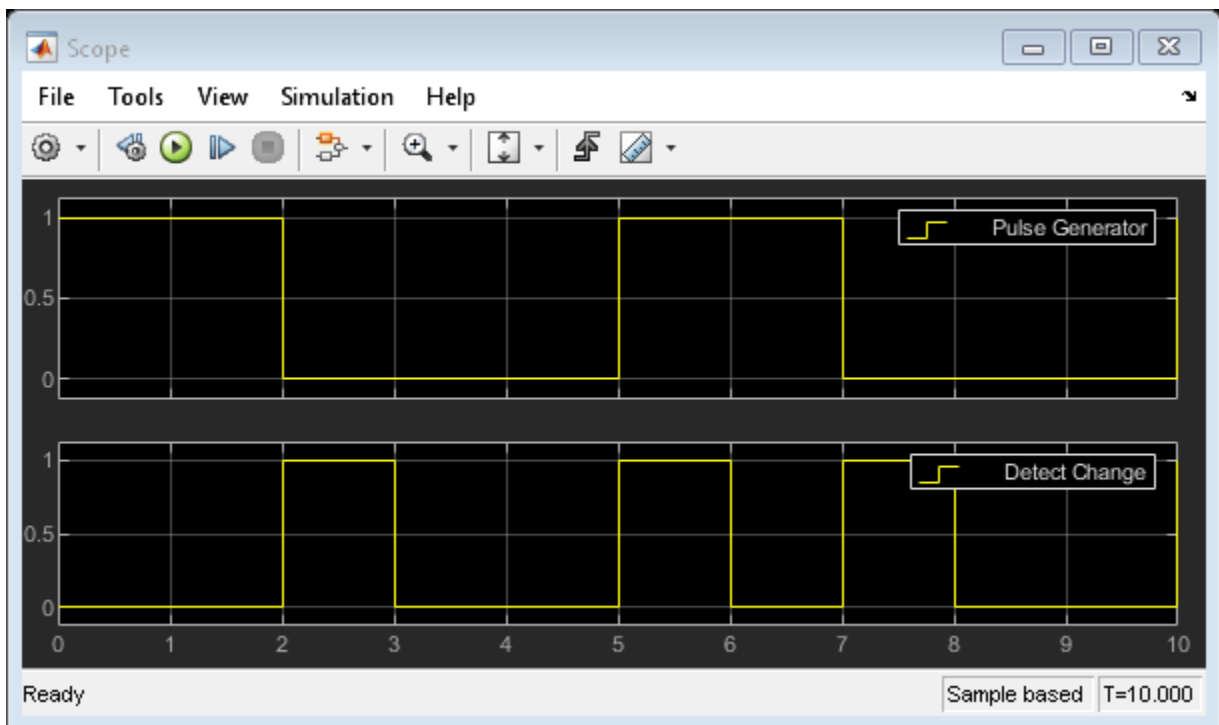 Scope
File Tools View Simulation Help
1
Pulse Generator
0.5
0
1
Detect Change
0.5
0
0 1 2 3 4 5 6 7 8 9 10
Ready Sample based T=10.000